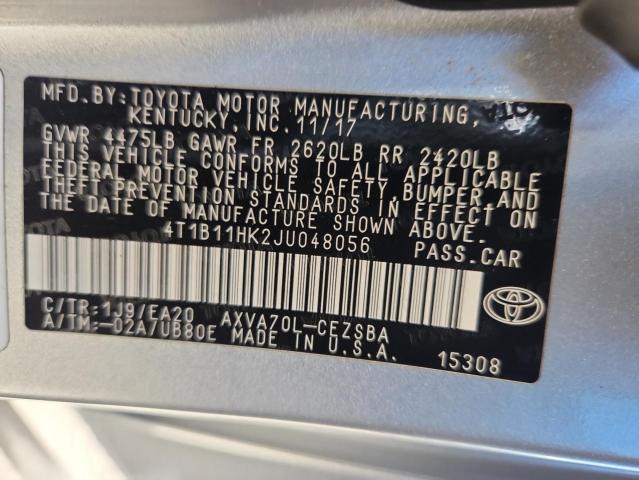 MFD.BY:TOYOTA MOTOR MANUFACTURING,
KENTUCKY, INC. 11/17
GVWR 4475LB GAWR FR 2620LB RR 2420LB
THIS VEHICLE CONFORMS TO ALL APPLICABLE
FEDERAL MOTOR VEHICLE SAFETY BUMPER,AND
THEFT PREVENTION STANDARDS IN EFFECT ON
THE DATE OF MANUFACTURE SHOWN ABOVE.
4T1B11HK2JU048056 PASS.CAR
C/TR:1J9/EA20 AXVA70L-CEZSBA
A/TM:-02A/UB80E MADE IN U.S.A. 15308